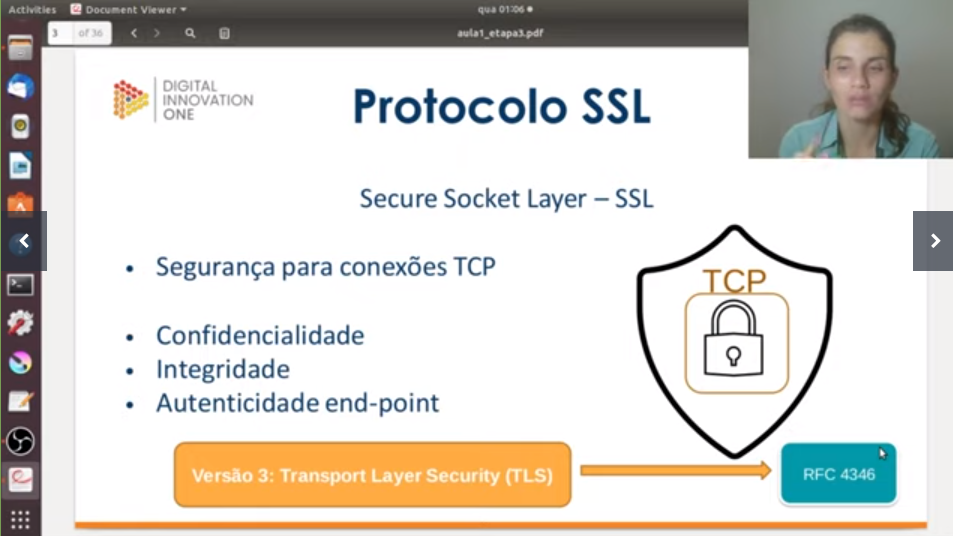 Activities
Document Viewer
qua 01:06
3
of 36
aula1_etapa3.pdf
DIGITAL
INNOVATION
ONE
Protocolo SSL
Secure Socket Layer – SSL
• Segurança para conexões TCP
TCP
• Confidencialidade
• Integridade
• Autenticidade end-point
Versão 3: Transport Layer Security (TLS)
RFC 4346